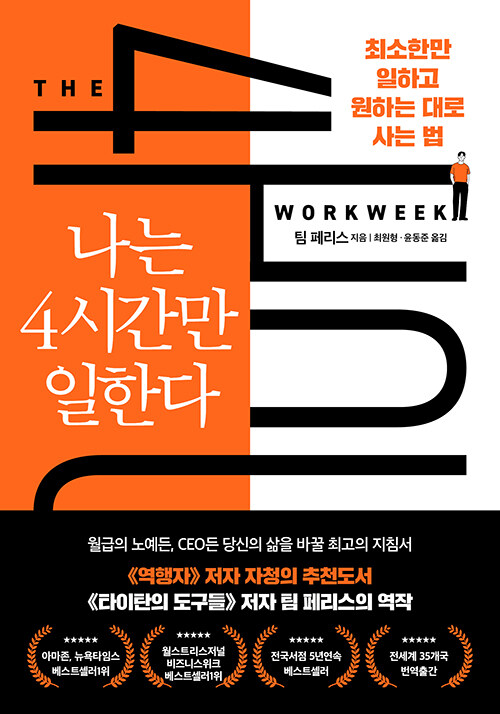 THE
4 HOUR
최소한만
일하고
원하는 대로
사는 법
WORKWEEK
팀 페리스 지음 | 최원형 · 윤동준 옮김
나는
4시간만
일한다
월급의 노예든, CEO든 당신의 삶을 바꿀 최고의 지침서
《역행자》 저자 자청의 추천도서
《타이탄의 도구들》 저자 팀 페리스의 역작
★★★★★
아마존, 뉴욕타임스
베스트셀러1위
★★★★★
월스트리스저널
비즈니스위크
베스트셀러1위
★★★★★
전국서점 5년연속
베스트셀러
★★★★★
전세계 35개국
번역출간